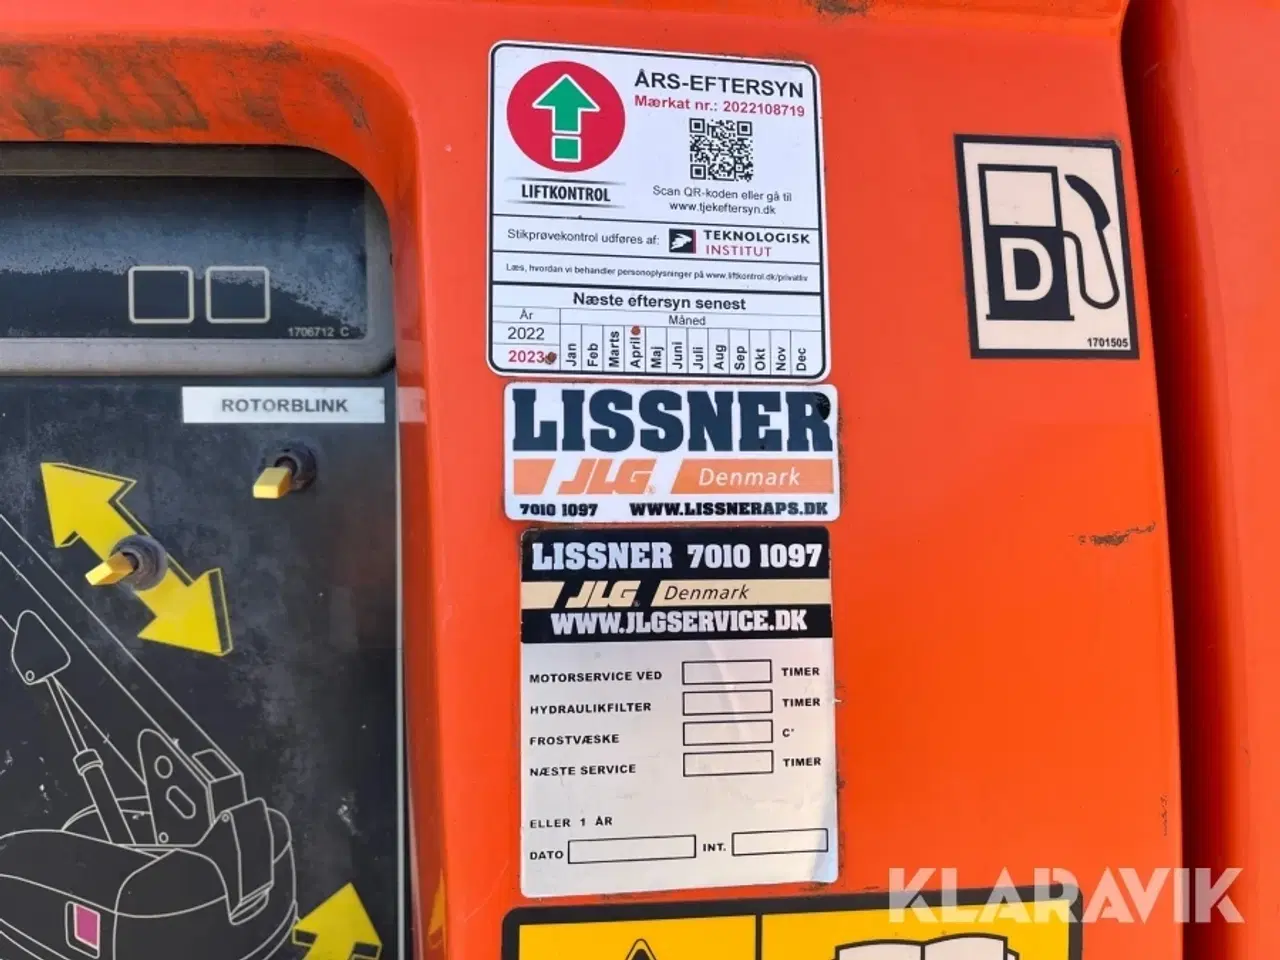 ÅRS-EFTERSYN
Mærkat nr.: 2022108719
LIFTKONTROL
Scan QR-koden eller gå til
www.tjekeftersyn.dk
Stikprøvekontrol udføres af: TEKNOLOGISK
INSTITUT
Læs, hvordan vi behandler personoplysninger på www.liftkontrol.dk/privatliv
Næste eftersyn senest
År Måned
2022
2023 Jan Feb Marts April Maj Juni Juli Aug Sep Okt Nov Dec
D
1701505
1706712 C
ROTORBLINK
LISSNER
JLG Denmark
7010 1097 WWW.LISSNERAPS.DK
LISSNER 7010 1097
JLG Denmark
WWW.JLGSERVICE.DK
MOTORSERVICE VED TIMER
HYDRAULIKFILTER TIMER
FROSTVÆSKE C°
NÆSTE SERVICE TIMER
ELLER 1 ÅR
DATO INT.
KLARAVIK